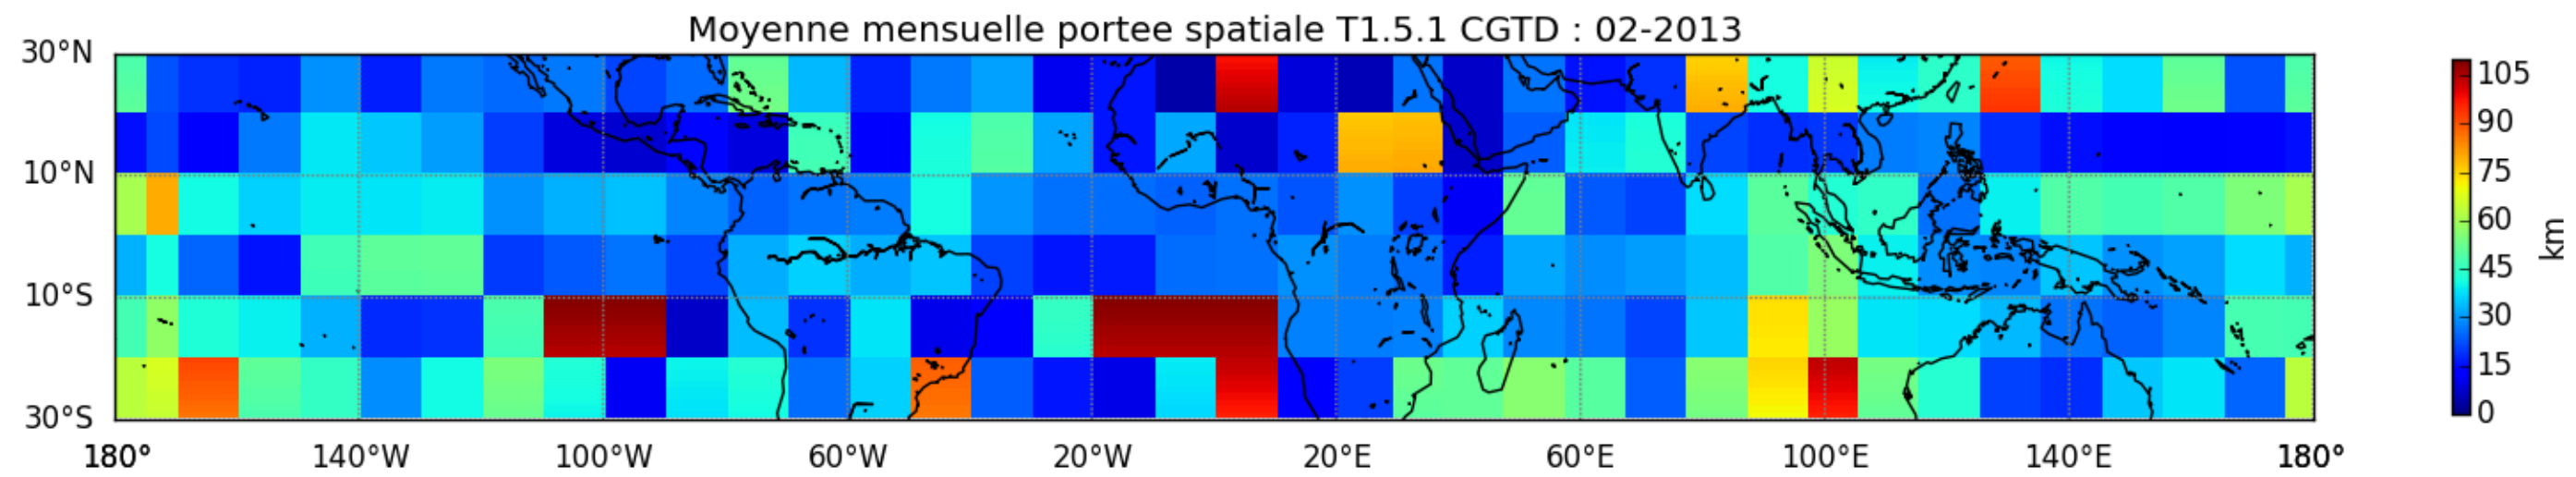 Moyenne mensuelle portee spatiale T1.5.1 CGTD : 02-2013
30°N
10°N
10°S
30°S
180° 140°W 100°W 60°W 20°W 20°E 60°E 100°E 140°E 180°
105
90
75
60
45
30
15
0
km